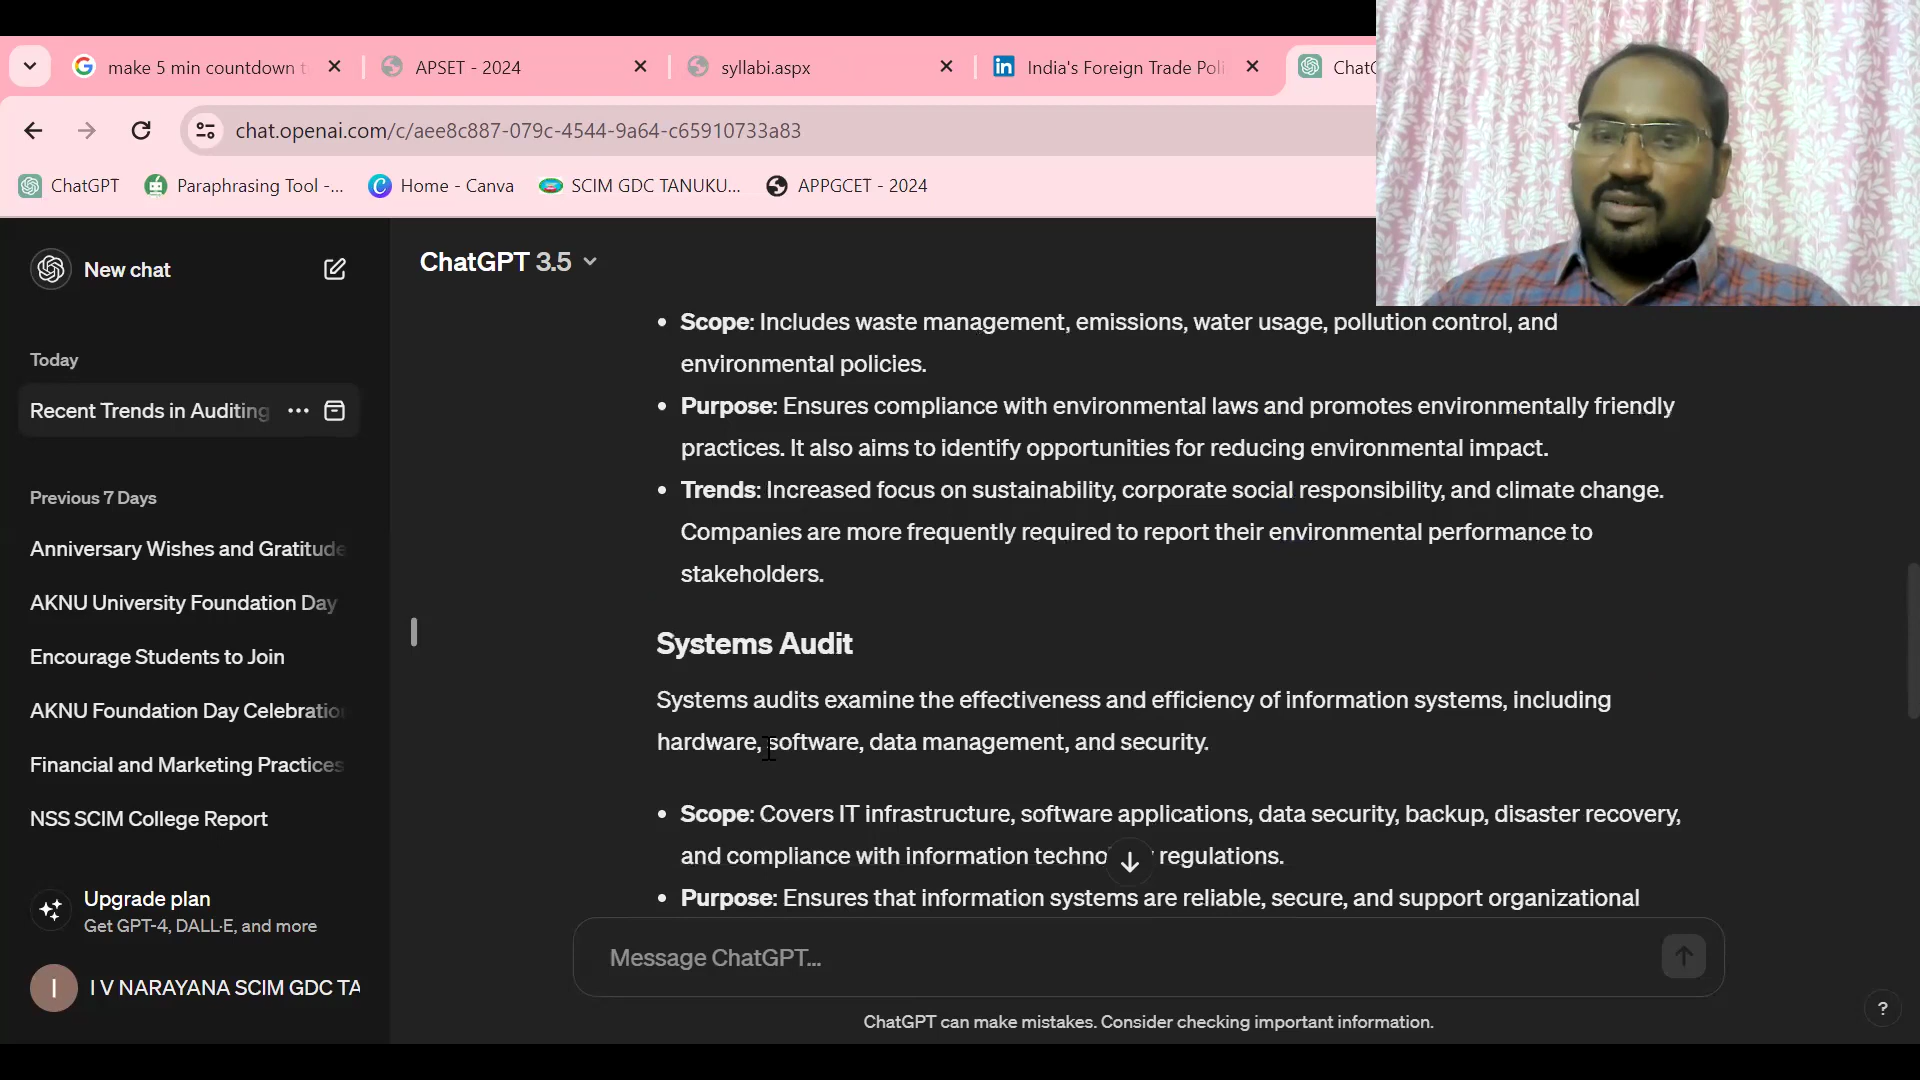 make 5 min countdown t
APSET - 2024
syllabi.aspx
India's Foreign Trade Poli
ChatG
chat.openai.com/c/aee8c887-079c-4544-9a64-c65910733a83
ChatGPT
Paraphrasing Tool -...
Home - Canva
SCIM GDC TANUKU...
APPGCET - 2024
New chat
ChatGPT 3.5
Today
Recent Trends in Auditing
Previous 7 Days
Anniversary Wishes and Gratitude
AKNU University Foundation Day
Encourage Students to Join
AKNU Foundation Day Celebratio
Financial and Marketing Practices
NSS SCIM College Report
Upgrade plan
Get GPT-4, DALL·E, and more
I V NARAYANA SCIM GDC TA
• Scope: Includes waste management, emissions, water usage, pollution control, and
environmental policies.
• Purpose: Ensures compliance with environmental laws and promotes environmentally friendly
practices. It also aims to identify opportunities for reducing environmental impact.
• Trends: Increased focus on sustainability, corporate social responsibility, and climate change.
Companies are more frequently required to report their environmental performance to
stakeholders.
Systems Audit
Systems audits examine the effectiveness and efficiency of information systems, including
hardware, software, data management, and security.
• Scope: Covers IT infrastructure, software applications, data security, backup, disaster recovery,
and compliance with information techno regulations.
• Purpose: Ensures that information systems are reliable, secure, and support organizational
Message ChatGPT...
ChatGPT can make mistakes. Consider checking important information.
?